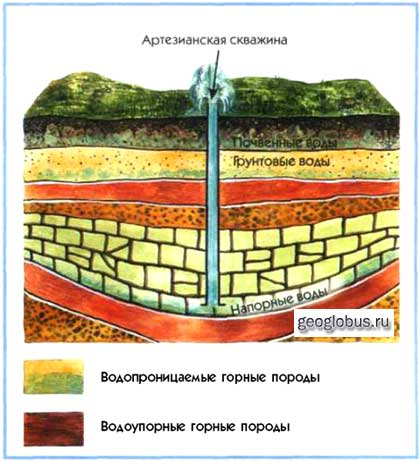 Артезианская скважина
Почвенные воды
Грунтовые воды
Напорные воды
geoglobus.ru
Водопроницаемые горные породы
Водоупорные горные породы